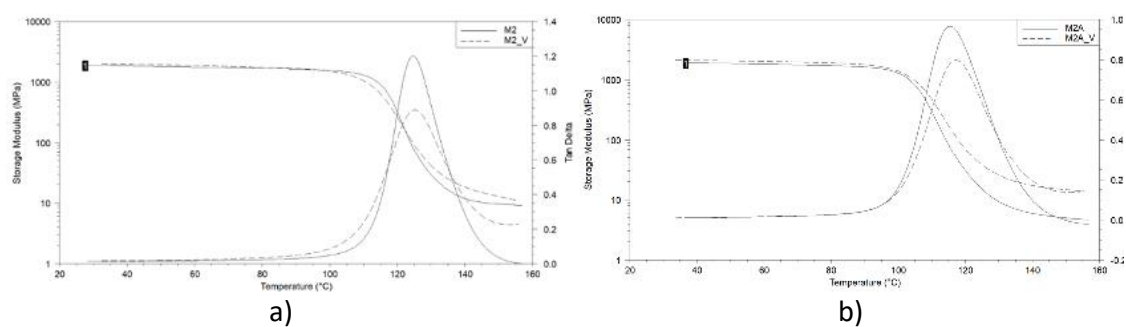 10000
1000
100
10
1
Storage Modulus (MPa)
20 40 60 80 100 120 140 160
Temperature (°C)
1.4
1.2
1.0
0.8
0.6
0.4
0.2
0.0
Tan Delta
M2
M2_V
1
a)
10000
1000
100
10
1
Storage Modulus (MPa)
20 40 60 80 100 120 140 160
Temperature (°C)
1.0
0.8
0.6
0.4
0.2
0.0
-0.2
M2A
M2A_V
1
b)